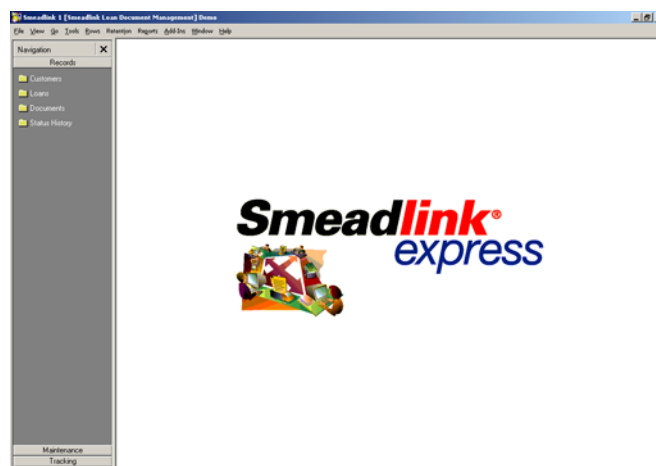 Smeadlink 1 [Smeadlink Loan Document Management] Demo
File View Go Tools Rows Retention Reports Add-Ins Window Help
Navigation
Records
Customers
Loans
Documents
Status History
Smeadlink®
express
Maintenance
Tracking